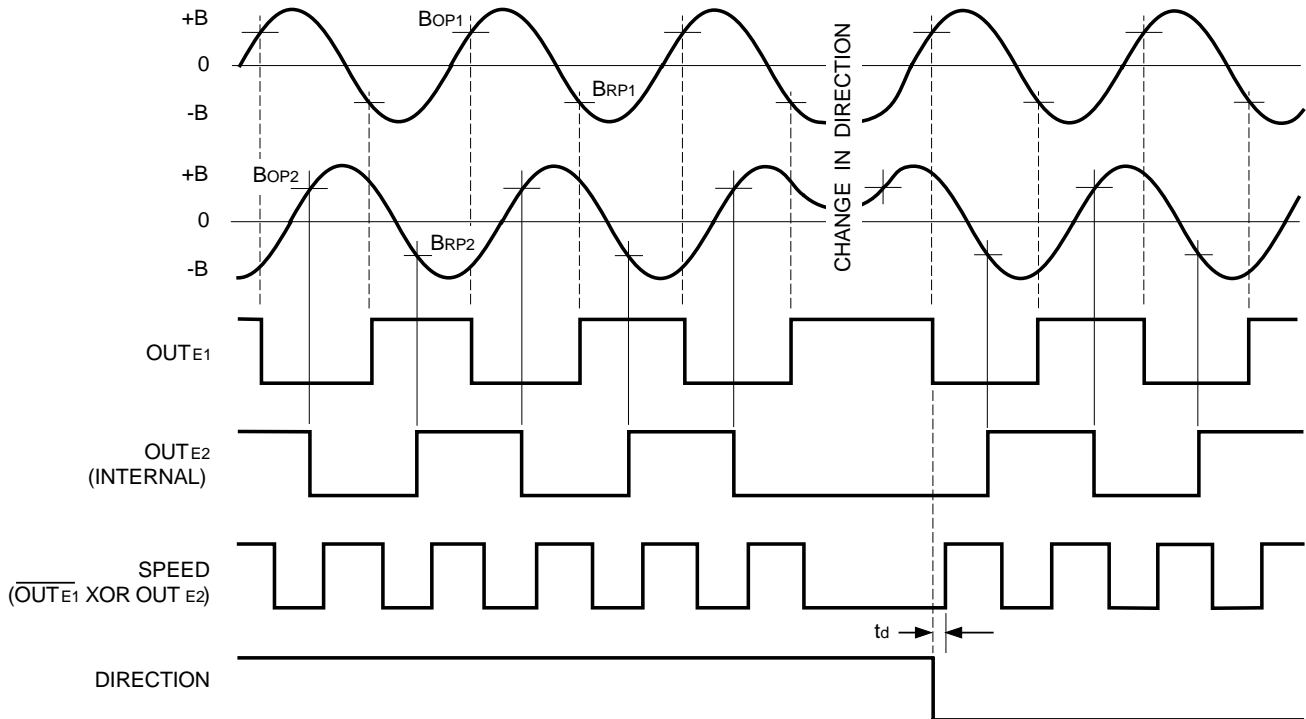 +B
BOP1
0
BRP1
-B
CHANGE IN DIRECTION
+B
BOP2
0
BRP2
-B
OUTE1
OUTE2
(INTERNAL)
SPEED
(OUTE1 XOR OUT E2)
td
DIRECTION